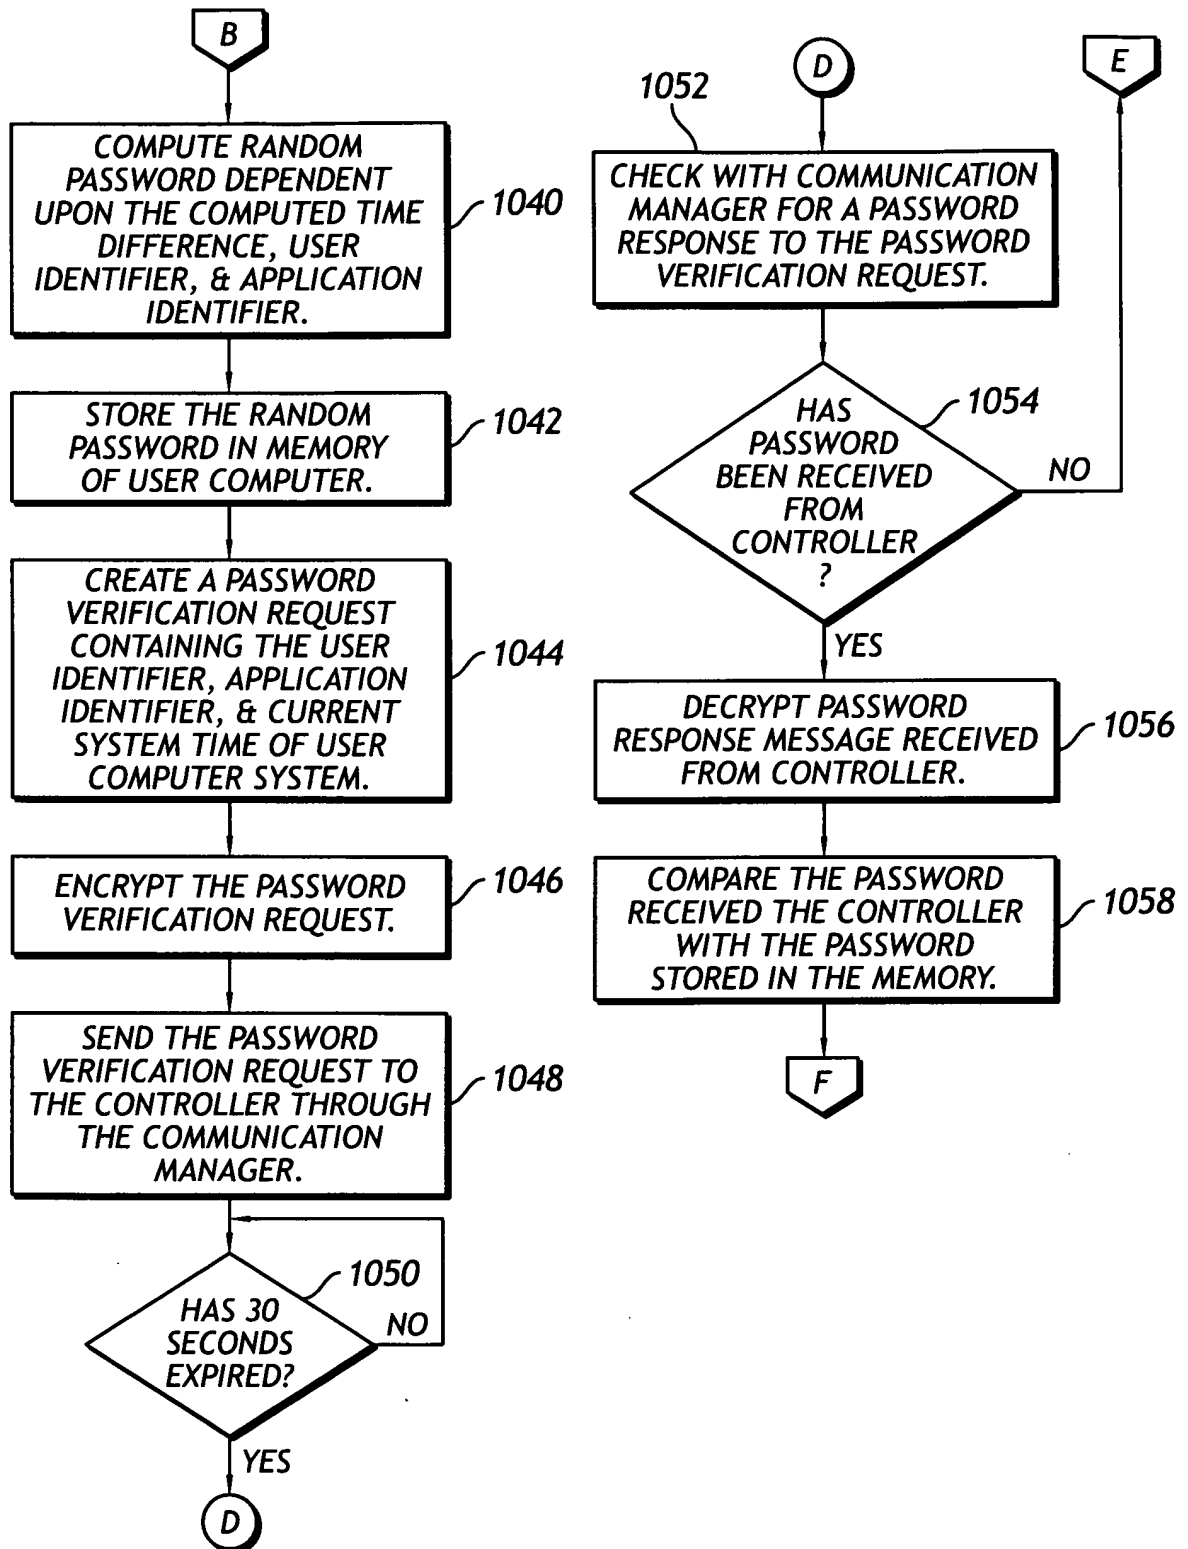 B
COMPUTE RANDOM
PASSWORD DEPENDENT
UPON THE COMPUTED TIME
DIFFERENCE, USER
IDENTIFIER, & APPLICATION
IDENTIFIER.
1040
STORE THE RANDOM
PASSWORD IN MEMORY
OF USER COMPUTER.
1042
CREATE A PASSWORD
VERIFICATION REQUEST
CONTAINING THE USER
IDENTIFIER, APPLICATION
IDENTIFIER, & CURRENT
SYSTEM TIME OF USER
COMPUTER SYSTEM.
1044
ENCRYPT THE PASSWORD
VERIFICATION REQUEST.
1046
SEND THE PASSWORD
VERIFICATION REQUEST TO
THE CONTROLLER THROUGH
THE COMMUNICATION
MANAGER.
1048
HAS 30
SECONDS
EXPIRED?
1050
NO
YES
D
D
E
1052
CHECK WITH COMMUNICATION
MANAGER FOR A PASSWORD
RESPONSE TO THE PASSWORD
VERIFICATION REQUEST.
HAS
PASSWORD
BEEN RECEIVED
FROM
CONTROLLER
?
1054
NO
YES
DECRYPT PASSWORD
RESPONSE MESSAGE RECEIVED
FROM CONTROLLER.
1056
COMPARE THE PASSWORD
RECEIVED THE CONTROLLER
WITH THE PASSWORD
STORED IN THE MEMORY.
1058
F